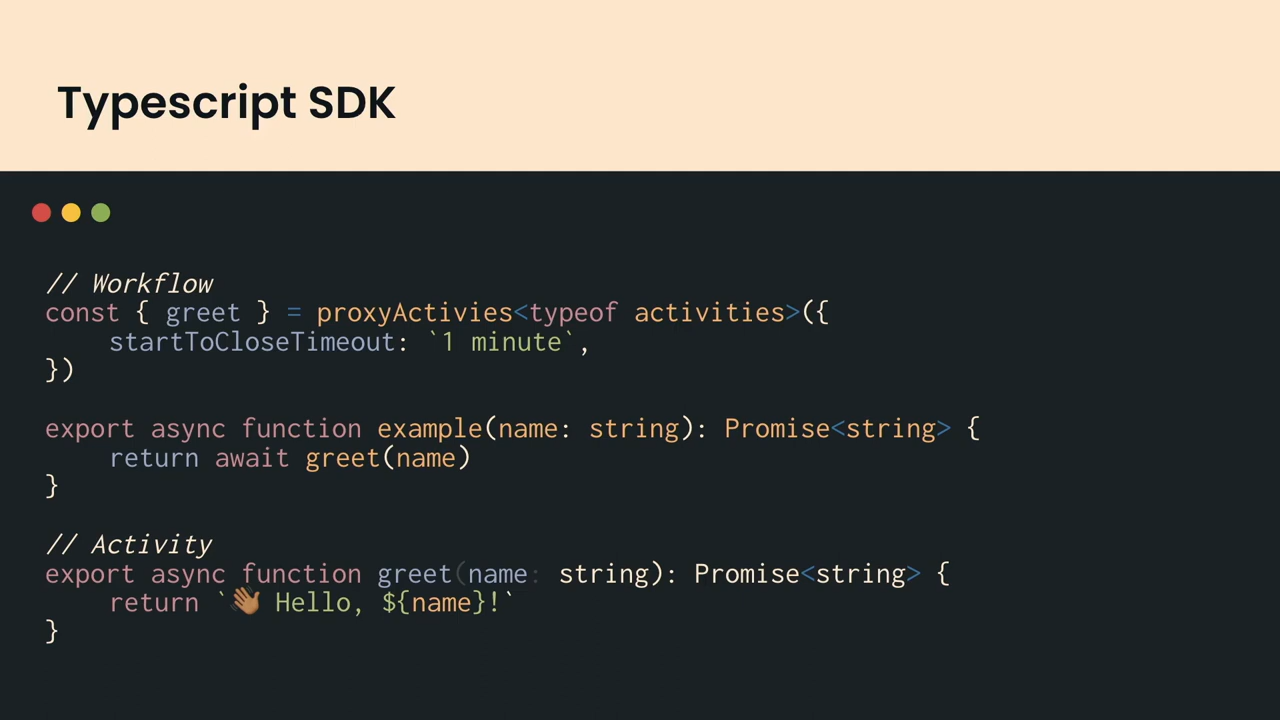 Typescript SDK
// Workflow
const { greet } = proxyActivies<typeof activities>({
    startToCloseTimeout: `1 minute`,
})
export async function example(name: string): Promise<string> {
    return await greet(name)
}
// Activity
export async function greet(name: string): Promise<string> {
    return `👋🏽 Hello, ${name}!`
}